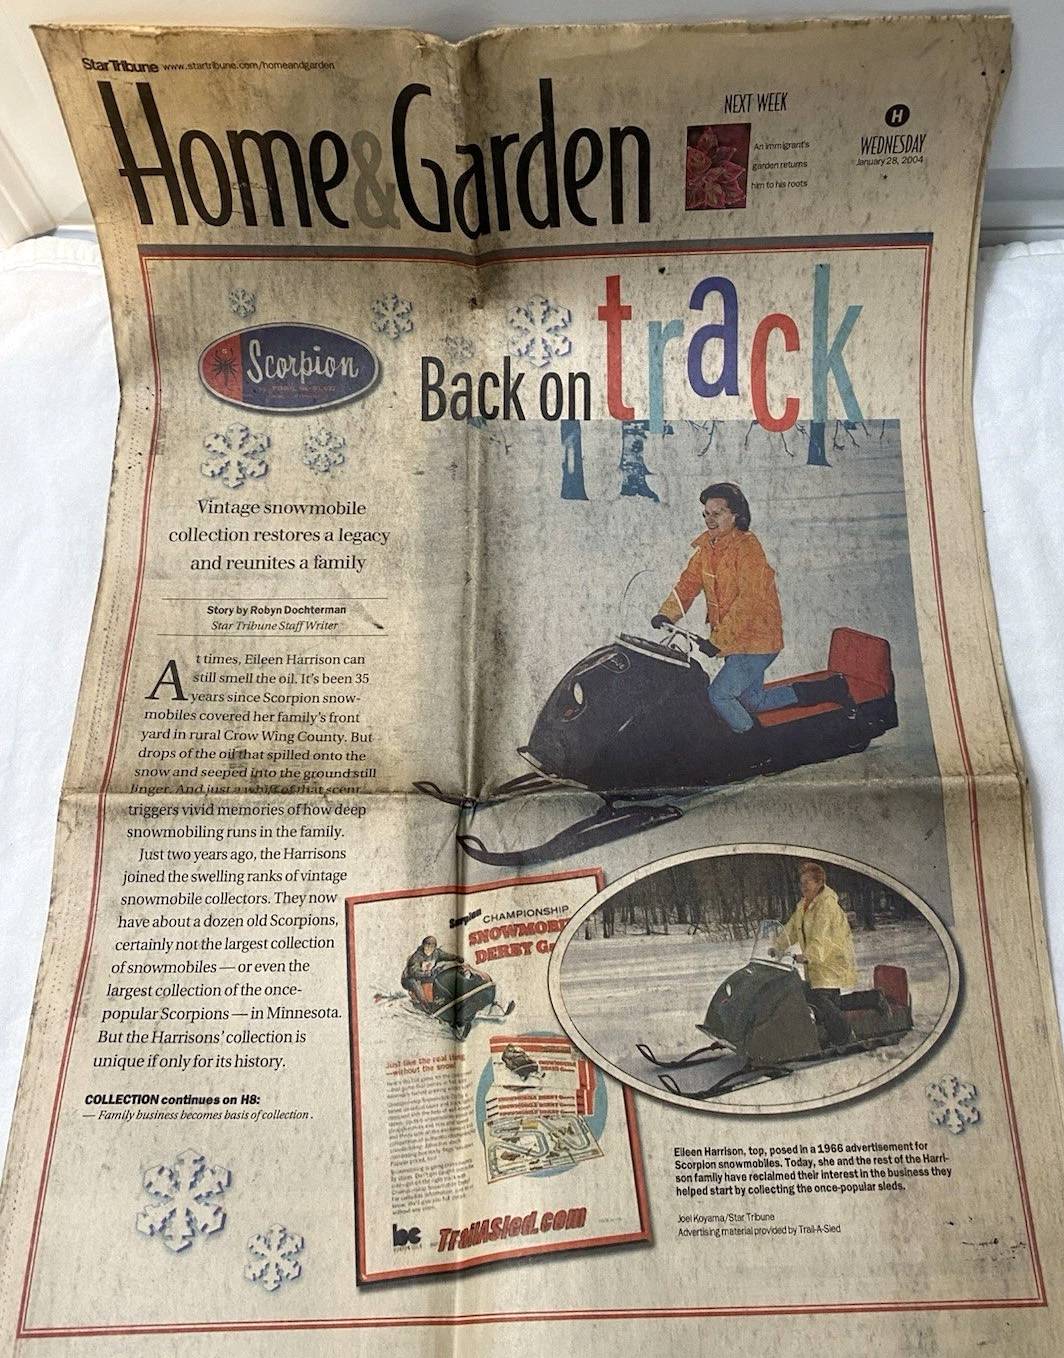 StarTribune www.startribune.com/homeandgarden
Home&Garden
NEXT WEEK
An immigrant's
garden returns
him to his roots
H
WEDNESDAY
January 28, 2004
Scorpion
Back on track
Vintage snowmobile
collection restores a legacy
and reunites a family
Story by Robyn Dochterman
Star Tribune Staff Writer
At times, Eileen Harrison can
still smell the oil. It's been 35
years since Scorpion snow-
mobiles covered her family's front
yard in rural Crow Wing County. But
drops of the oil that spilled onto the
snow and seeped into the ground still
linger. And just a whiff of that scent
triggers vivid memories of how deep
snowmobiling runs in the family.
Just two years ago, the Harrisons
joined the swelling ranks of vintage
snowmobile collectors. They now
have about a dozen old Scorpions,
certainly not the largest collection
of snowmobiles — or even the
largest collection of the once-
popular Scorpions — in Minnesota.
But the Harrisons' collection is
unique if only for its history.
COLLECTION continues on H8:
— Family business becomes basis of collection.
Scorpion CHAMPIONSHIP
SNOWMOBI
DERBY Ga
Just like the real thing
—without the snow!
TrailASled.com
Eileen Harrison, top, posed in a 1966 advertisement for
Scorpion snowmobiles. Today, she and the rest of the Harri-
son family have reclaimed their interest in the business they
helped start by collecting the once-popular sleds.
Joel Koyama/Star Tribune
Advertising material provided by Trail-A-Sled